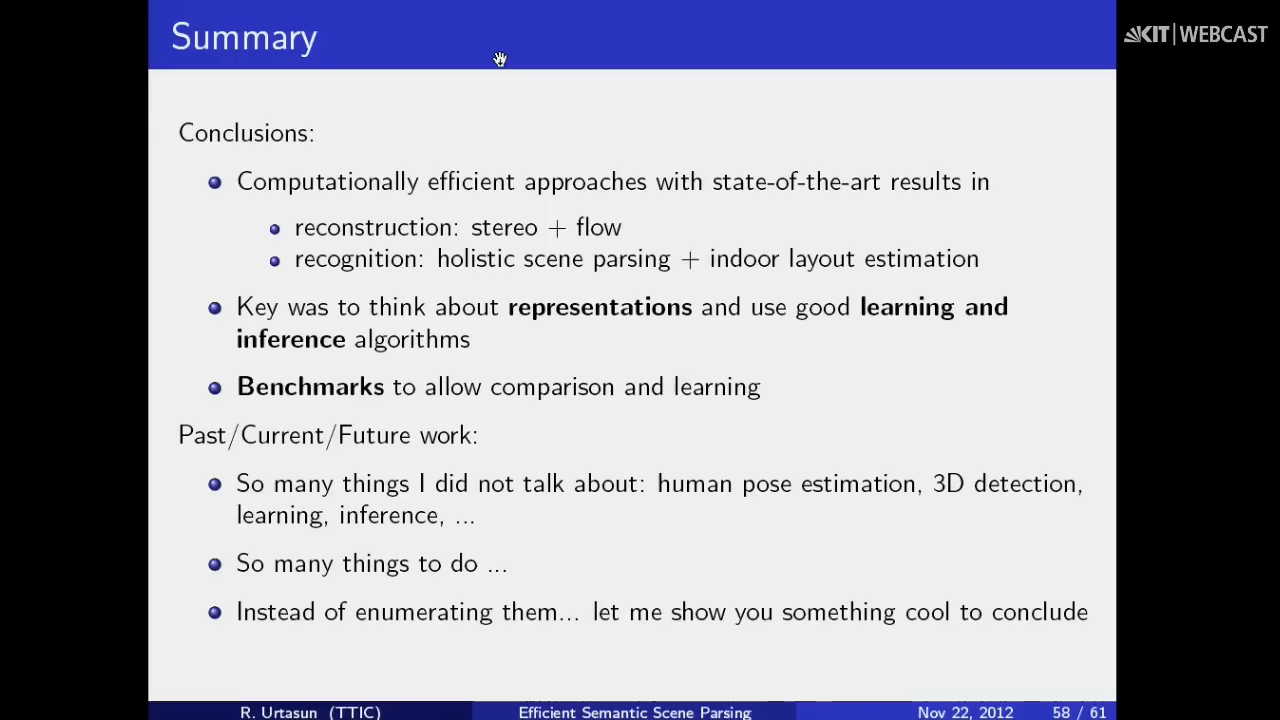 Summary
KIT | WEBCAST
Conclusions:
Computationally efficient approaches with state-of-the-art results in
reconstruction: stereo + flow
recognition: holistic scene parsing + indoor layout estimation
Key was to think about representations and use good learning and
inference algorithms
Benchmarks to allow comparison and learning
Past/Current/Future work:
So many things I did not talk about: human pose estimation, 3D detection,
learning, inference, ...
So many things to do ...
Instead of enumerating them... let me show you something cool to conclude
R. Urtasun (TTIC) Efficient Semantic Scene Parsing Nov 22, 2012 58 / 61